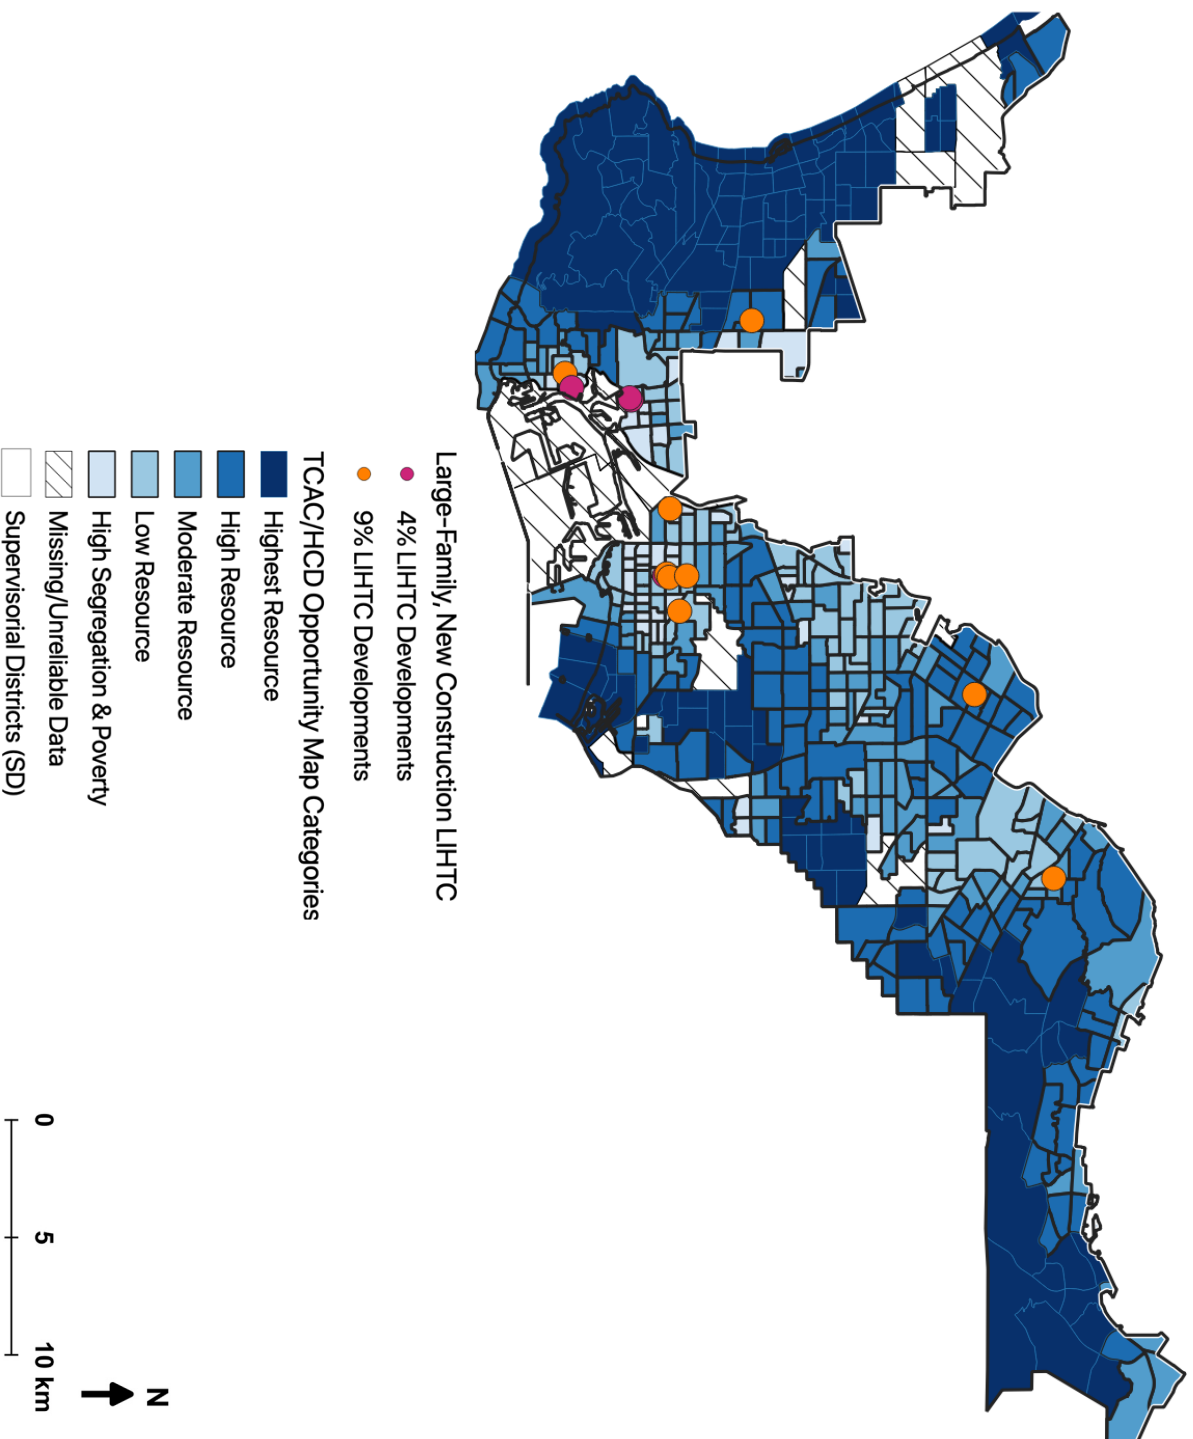 Large-Family, New Construction LIHTC
4% LIHTC Developments
9% LIHTC Developments
TCAC/HCD Opportunity Map Categories
Highest Resource
High Resource
Moderate Resource
Low Resource
High Segregation & Poverty
Missing/Unreliable Data
Supervisorial Districts (SD)
0 5 10 km
N